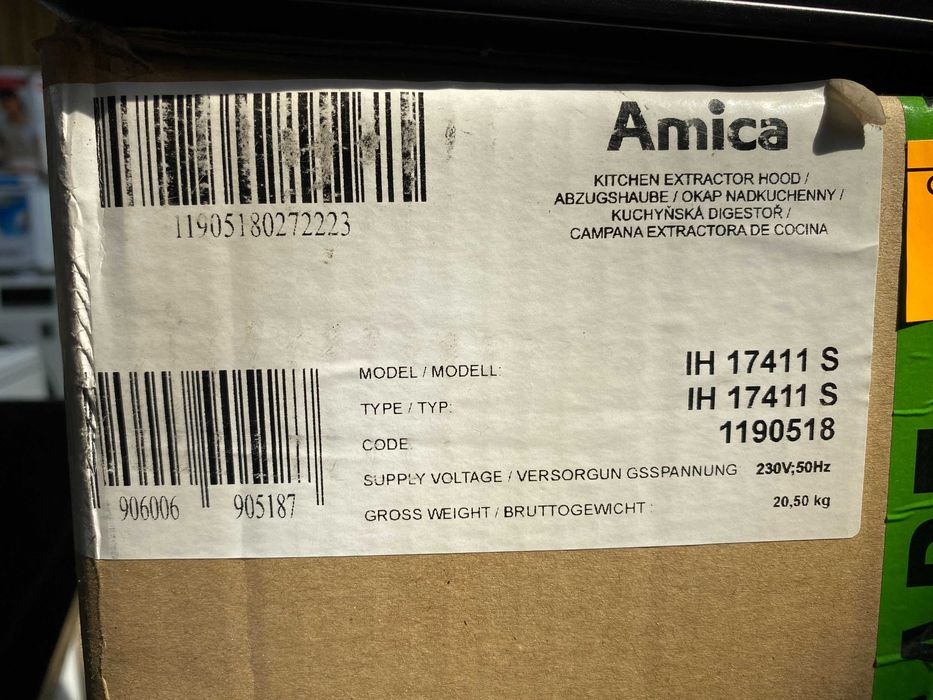 11905180272223
Amica
KITCHEN EXTRACTOR HOOD /
ABZUGSHAUBE / OKAP NADKUCHENNY /
KUCHYŇSKÁ DIGESTOŘ /
CAMPANA EXTRACTORA DE COCINA
MODEL / MODELL: IH 17411 S
TYPE / TYP: IH 17411 S
CODE 1190518
SUPPLY VOLTAGE / VERSORGUN GSSPANNUNG 230V;50Hz
GROSS WEIGHT / BRUTTOGEWICHT : 20,50 kg
906006 905187